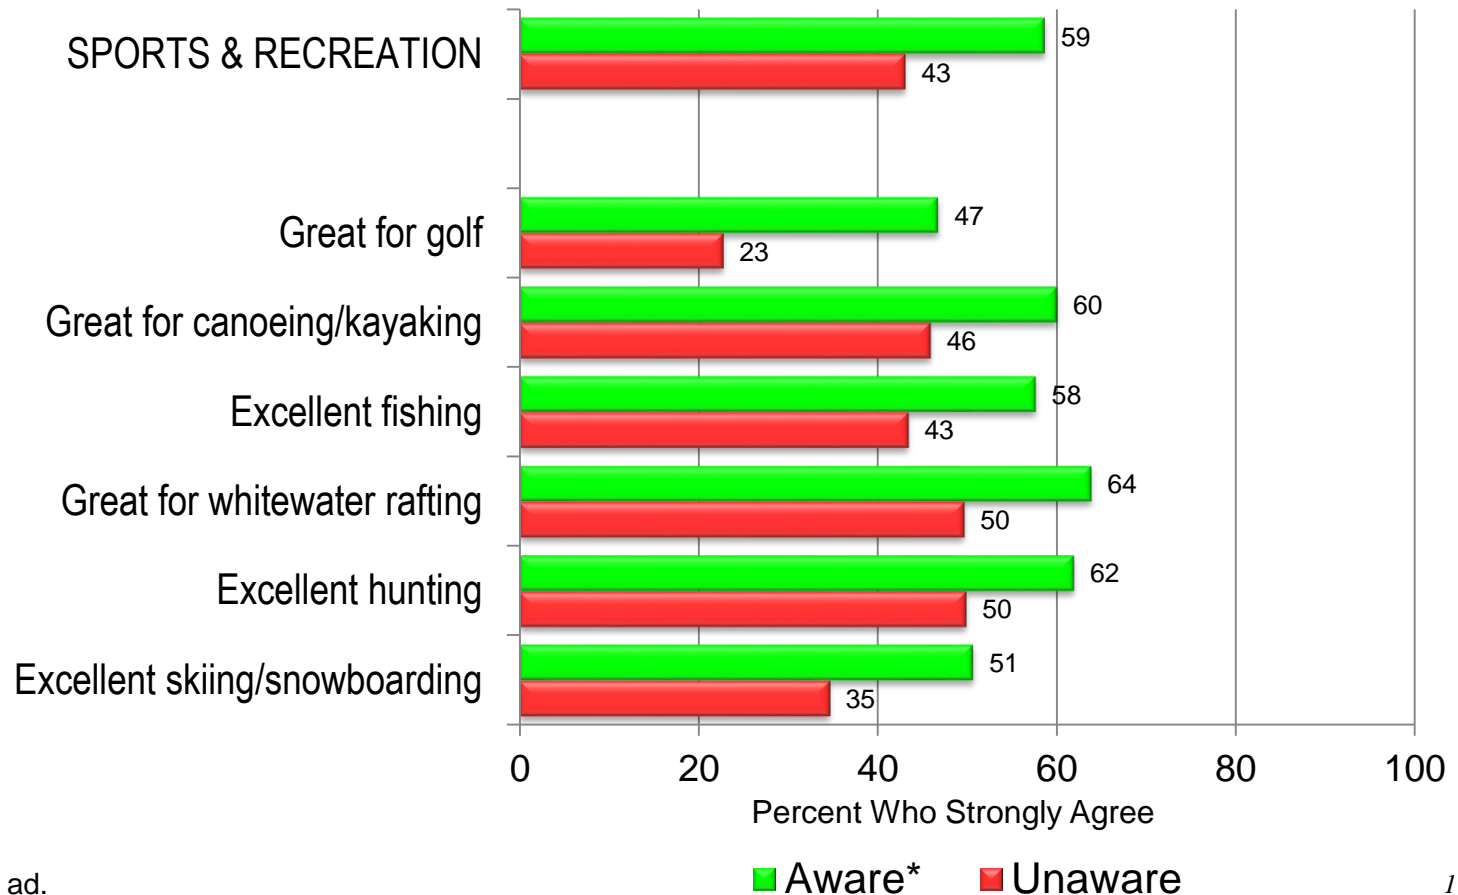 SPORTS & RECREATION
59
43
Great for golf
47
23
Great for canoeing/kayaking
60
46
Excellent fishing
58
43
Great for whitewater rafting
64
50
Excellent hunting
62
50
Excellent skiing/snowboarding
51
35
0 20 40 60 80 100
Percent Who Strongly Agree
Aware* Unaware
ad.
1